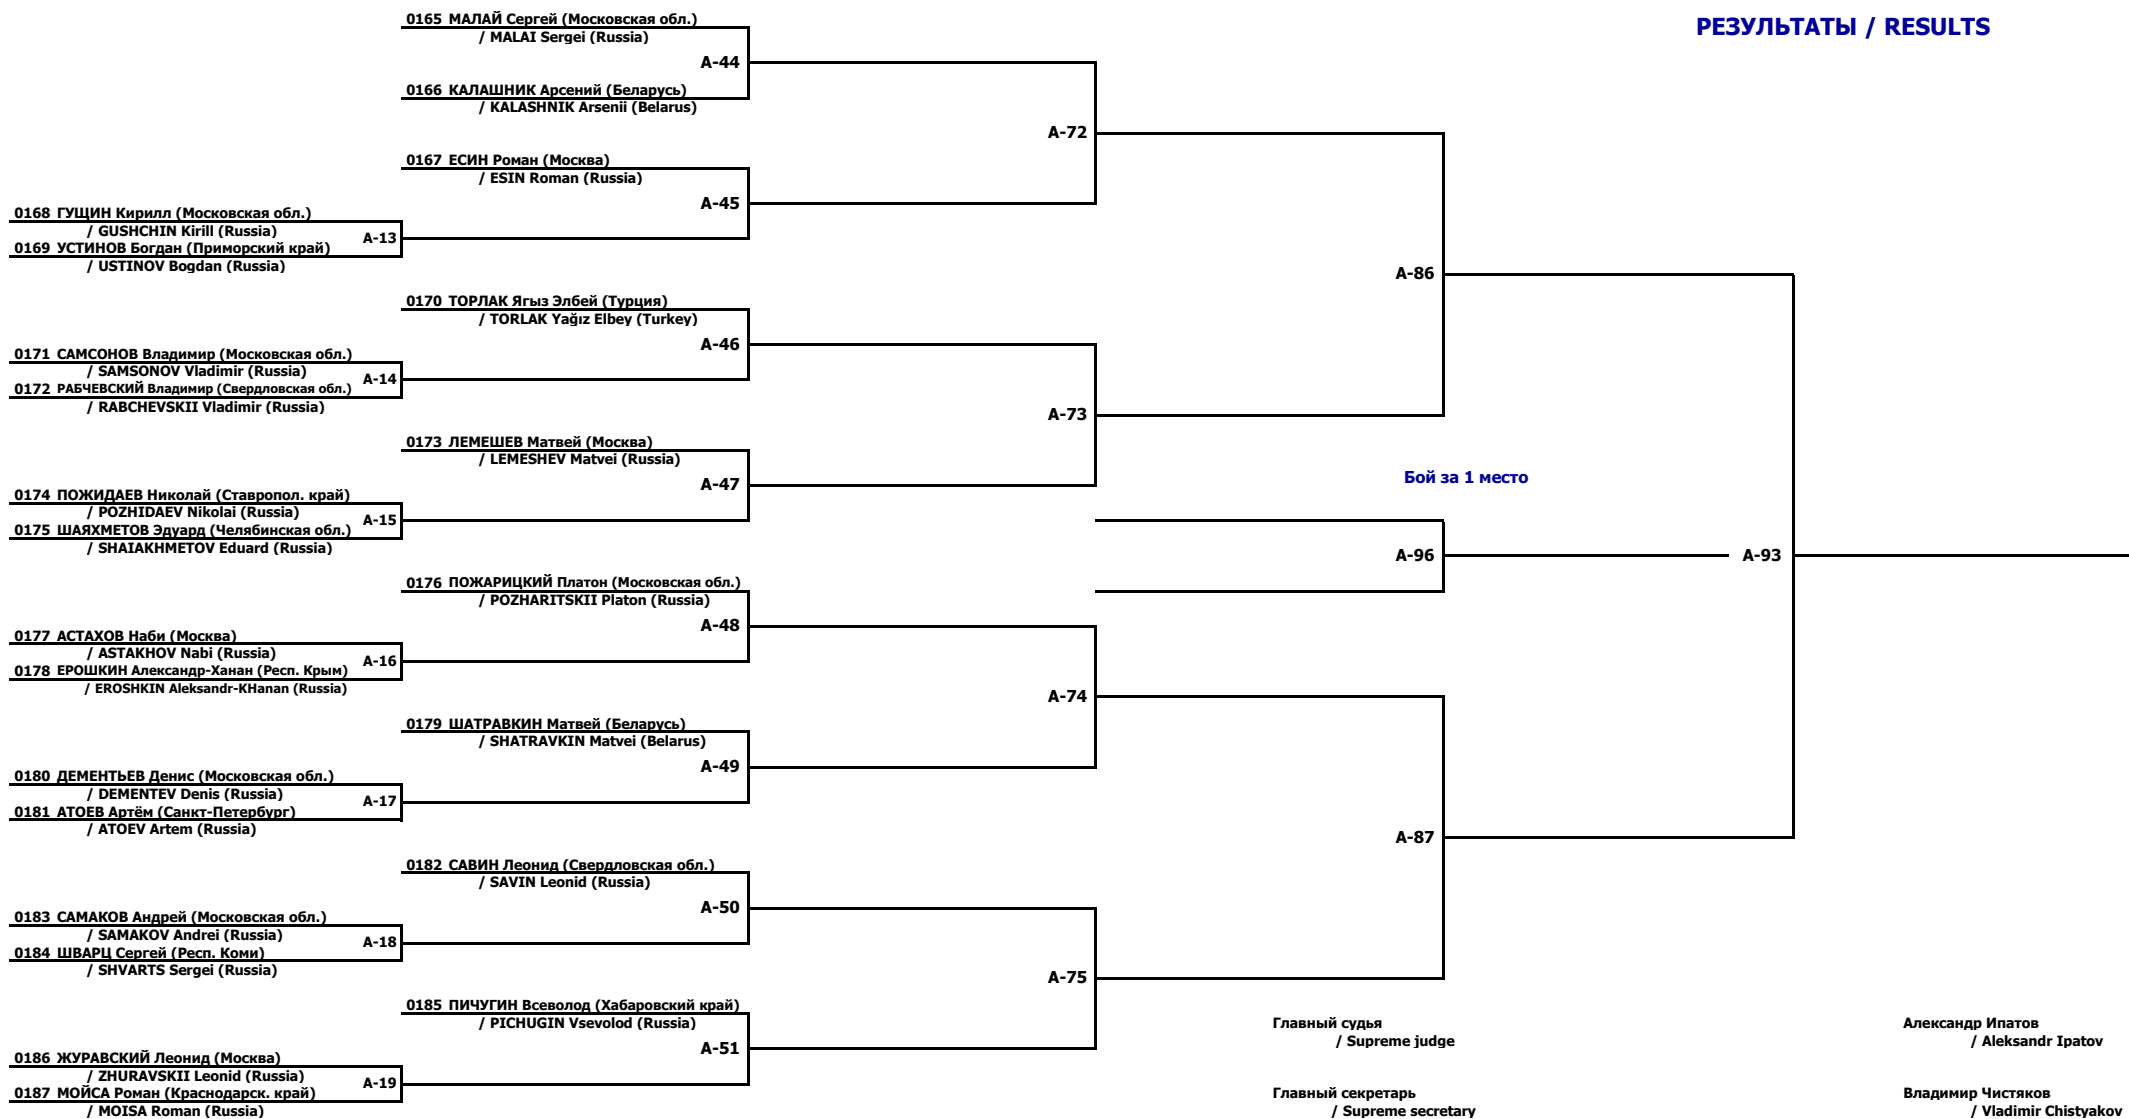 РЕЗУЛЬТАТЫ / RESULTS
0165 МАЛАЙ Сергей (Московская обл.)
/ MALAI Sergei (Russia)
A-44
0166 КАЛАШНИК Арсений (Беларусь)
/ KALASHNIK Arsenii (Belarus)
A-72
0167 ЕСИН Роман (Москва)
/ ESIN Roman (Russia)
A-45
0168 ГУЩИН Кирилл (Московская обл.)
/ GUSHCHIN Kirill (Russia)
A-13
0169 УСТИНОВ Богдан (Приморский край)
/ USTINOV Bogdan (Russia)
A-86
0170 ТОРЛАК Ягыз Элбей (Турция)
/ TORLAK Yağız Elbey (Turkey)
A-46
0171 САМСОНОВ Владимир (Московская обл.)
/ SAMSONOV Vladimir (Russia)
A-14
0172 РАБЧЕВСКИЙ Владимир (Свердловская обл.)
/ RABCHEVSKII Vladimir (Russia)
A-73
0173 ЛЕМЕШЕВ Матвей (Москва)
/ LEMESHEV Matvei (Russia)
A-47
Бой за 1 место
0174 ПОЖИДАЕВ Николай (Ставропол. край)
/ POZHIDAEV Nikolai (Russia)
A-15
0175 ШАЯХМЕТОВ Эдуард (Челябинская обл.)
/ SHAIAKHMETOV Eduard (Russia)
A-96
A-93
0176 ПОЖАРИЦКИЙ Платон (Московская обл.)
/ POZHARITSKII Platon (Russia)
A-48
0177 АСТАХОВ Наби (Москва)
/ ASTAKHOV Nabi (Russia)
A-16
0178 ЕРОШКИН Александр-Ханан (Респ. Крым)
/ EROSHKIN Aleksandr-KHanan (Russia)
A-74
0179 ШАТРАВКИН Матвей (Беларусь)
/ SHATRAVKIN Matvei (Belarus)
A-49
0180 ДЕМЕНТЬЕВ Денис (Московская обл.)
/ DEMENTEV Denis (Russia)
A-17
0181 АТОЕВ Артём (Санкт-Петербург)
/ ATOEV Artem (Russia)
A-87
0182 САВИН Леонид (Свердловская обл.)
/ SAVIN Leonid (Russia)
A-50
0183 САМАКОВ Андрей (Московская обл.)
/ SAMAKOV Andrei (Russia)
A-18
0184 ШВАРЦ Сергей (Респ. Коми)
/ SHVARTS Sergei (Russia)
A-75
0185 ПИЧУГИН Всеволод (Хабаровский край)
/ PICHUGIN Vsevolod (Russia)
A-51
0186 ЖУРАВСКИЙ Леонид (Москва)
/ ZHURAVSKII Leonid (Russia)
A-19
0187 МОЙСА Роман (Краснодарск. край)
/ MOISA Roman (Russia)
Главный судья
/ Supreme judge
Александр Ипатов
/ Aleksandr Ipatov
Главный секретарь
/ Supreme secretary
Владимир Чистяков
/ Vladimir Chistyakov